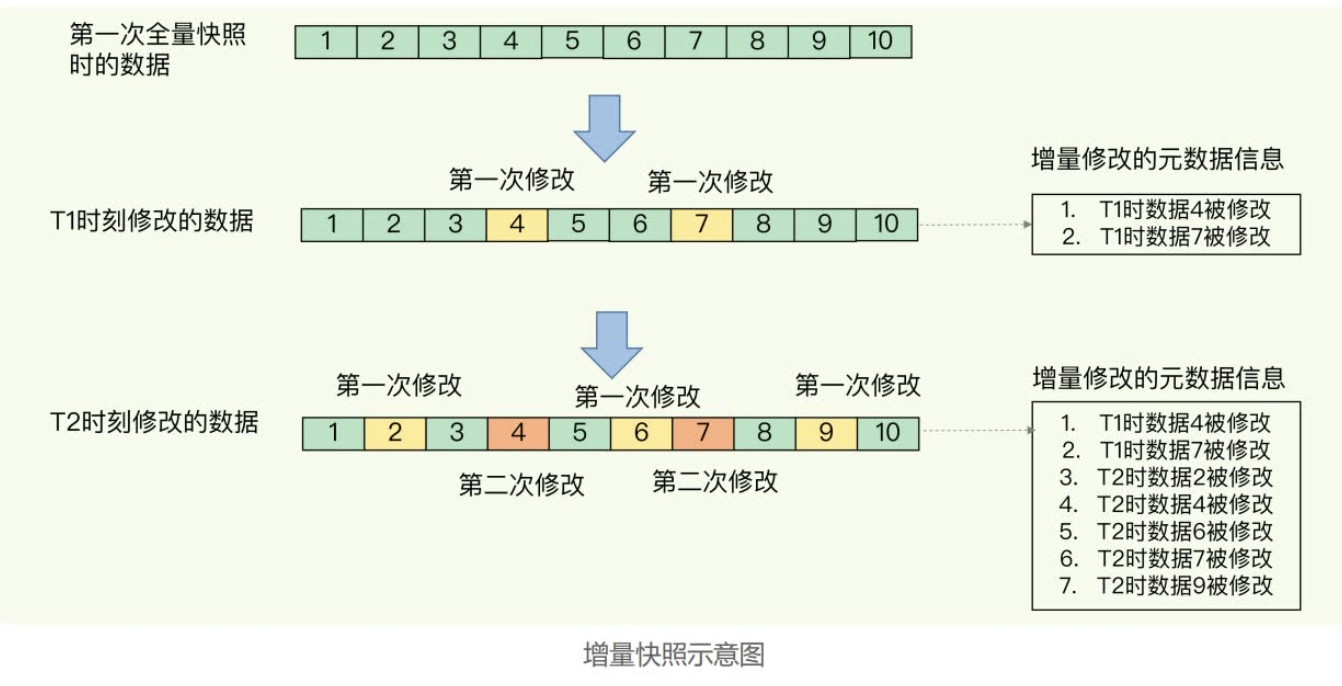 第一次全量快照
时的数据
1 2 3 4 5 6 7 8 9 10
增量修改的元数据信息
第一次修改 第一次修改
T1时刻修改的数据
1 2 3 4 5 6 7 8 9 10
1. T1时数据4被修改
2. T1时数据7被修改
增量修改的元数据信息
第一次修改 第一次修改 第一次修改
T2时刻修改的数据
1 2 3 4 5 6 7 8 9 10
第二次修改 第二次修改
1. T1时数据4被修改
2. T1时数据7被修改
3. T2时数据2被修改
4. T2时数据4被修改
5. T2时数据6被修改
6. T2时数据7被修改
7. T2时数据9被修改
增量快照示意图